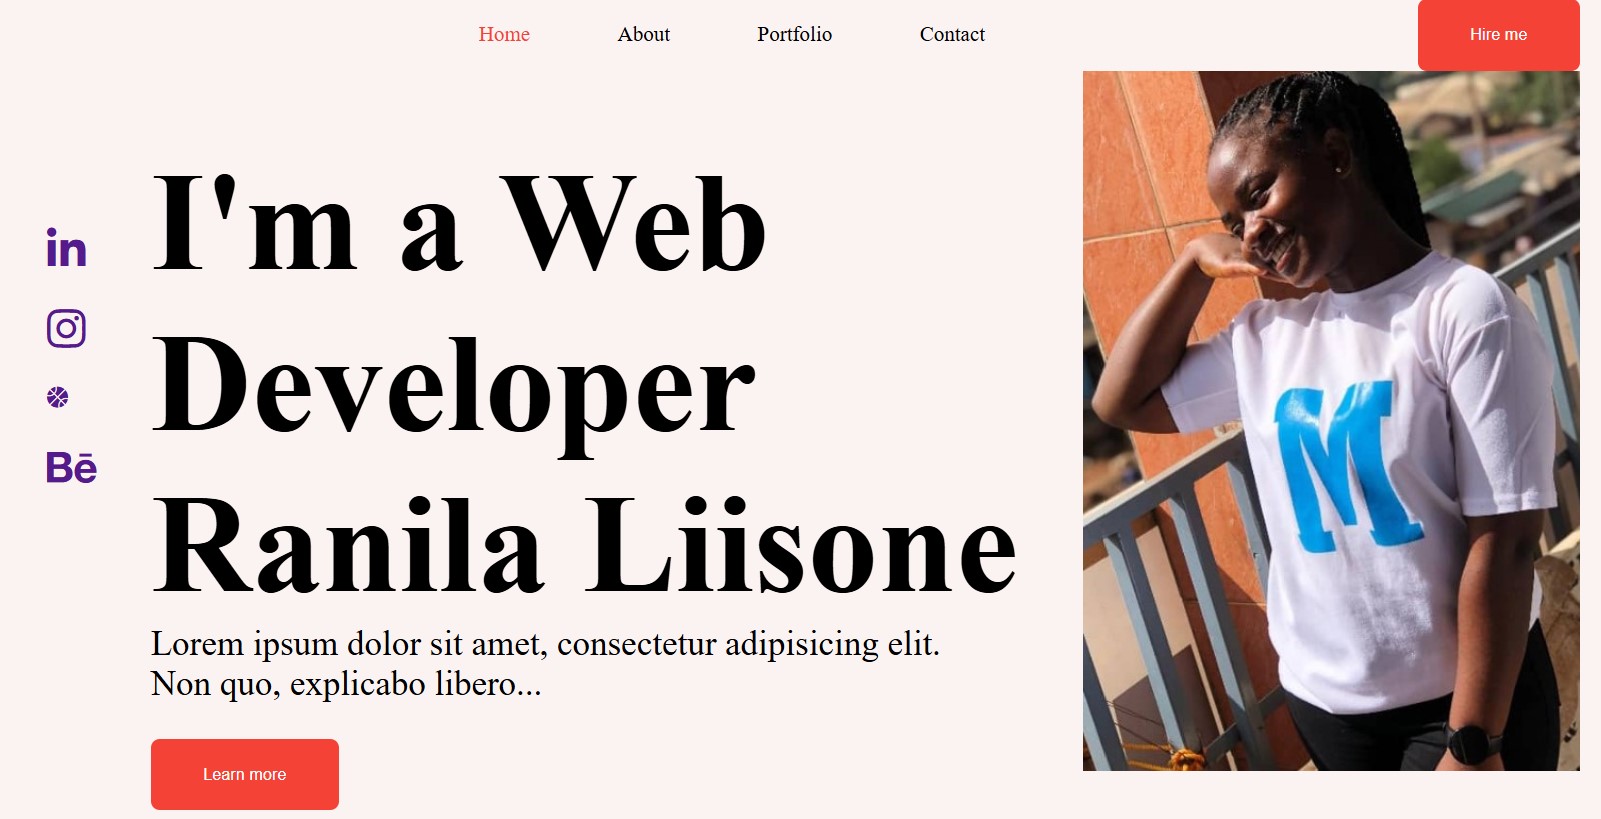 Home About Portfolio Contact Hire me
I'm a Web
Developer
Ranila Liisone
in
Bē
Lorem ipsum dolor sit amet, consectetur adipisicing elit.
Non quo, explicabo libero...
Learn more
M